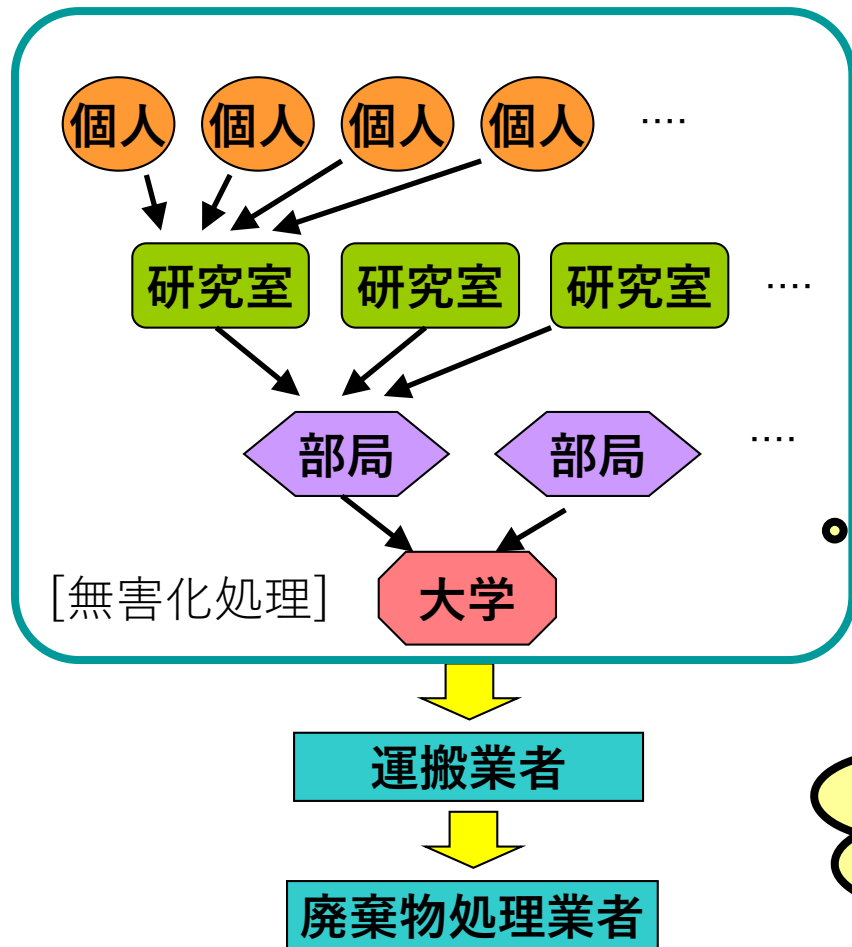 個人 個人 個人 個人 ‥‥
研究室 研究室 研究室 ‥‥
部局 部局 ‥‥
[無害化処理] 大学
運搬業者
廃棄物処理業者